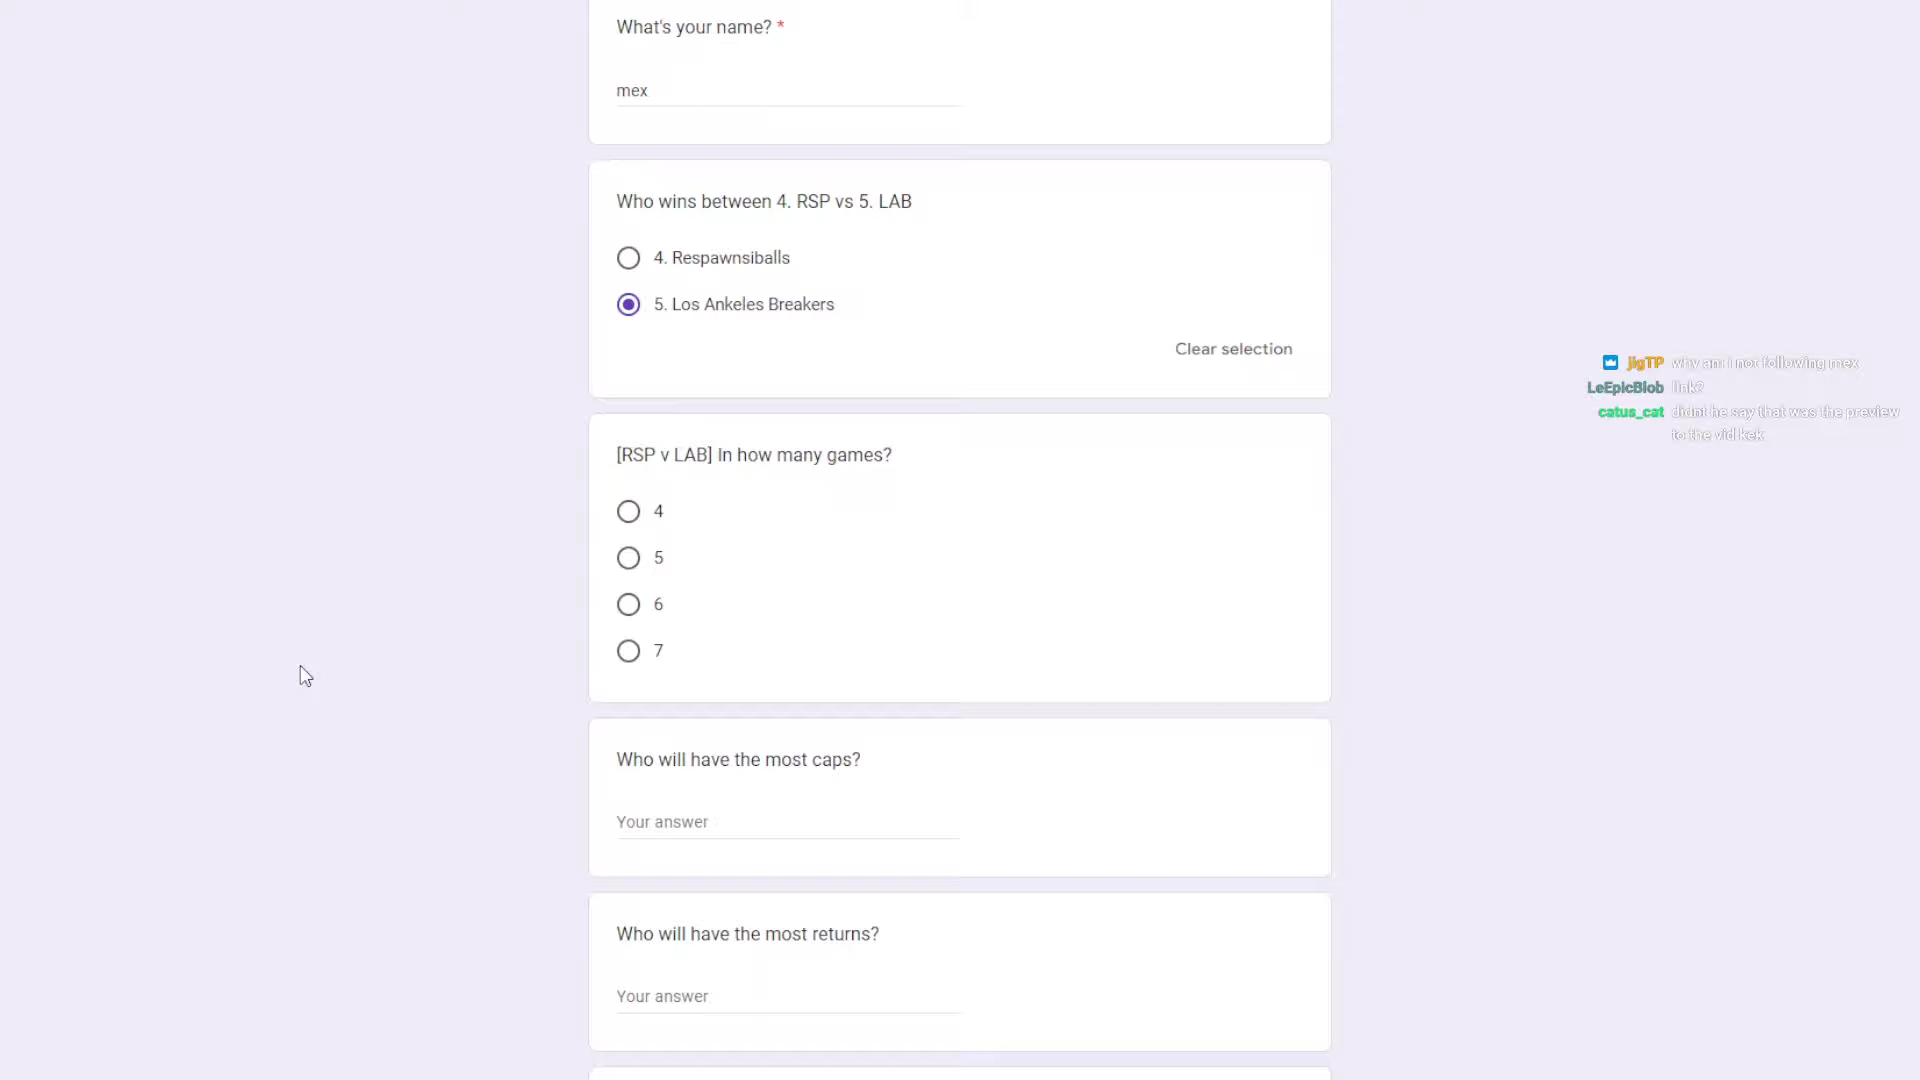 What's your name? *
mex
Who wins between 4. RSP vs 5. LAB
4. Respawnsiballs
5. Los Ankeles Breakers
Clear selection
[RSP v LAB] In how many games?
4
5
6
7
Who will have the most caps?
Your answer
Who will have the most returns?
Your answer
jigTP why am i not following mex
LeEpicBlob link?
catus_cat didnt he say that was the preview
to the vid kek